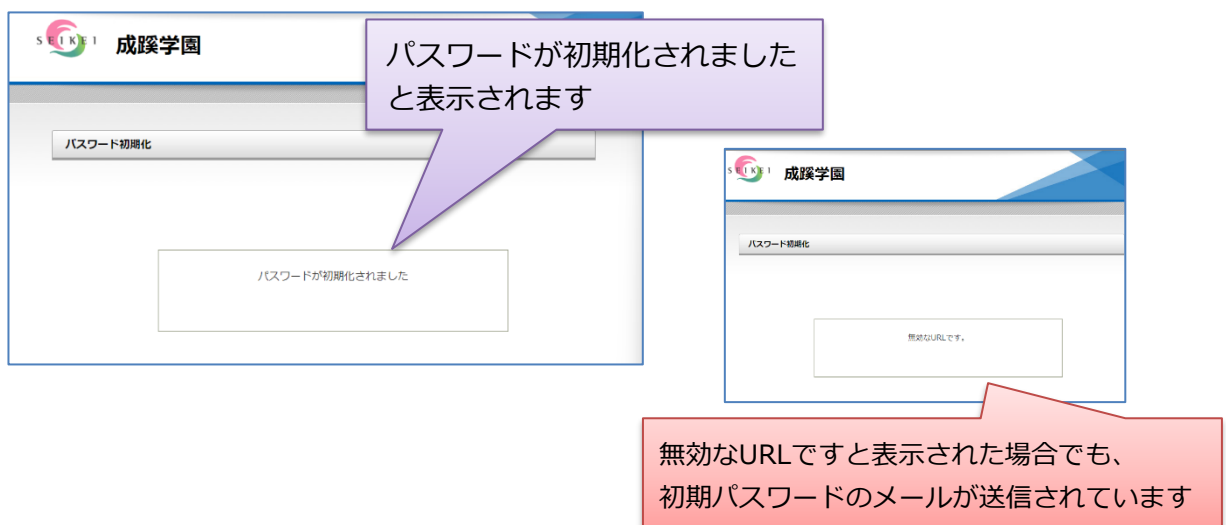 SEIKEI 成蹊学園
パスワードが初期化されました
と表示されます
パスワード初期化
パスワードが初期化されました
SEIKEI 成蹊学園
パスワード初期化
無効なURLです。
無効なURLですと表示された場合でも、
初期パスワードのメールが送信されています